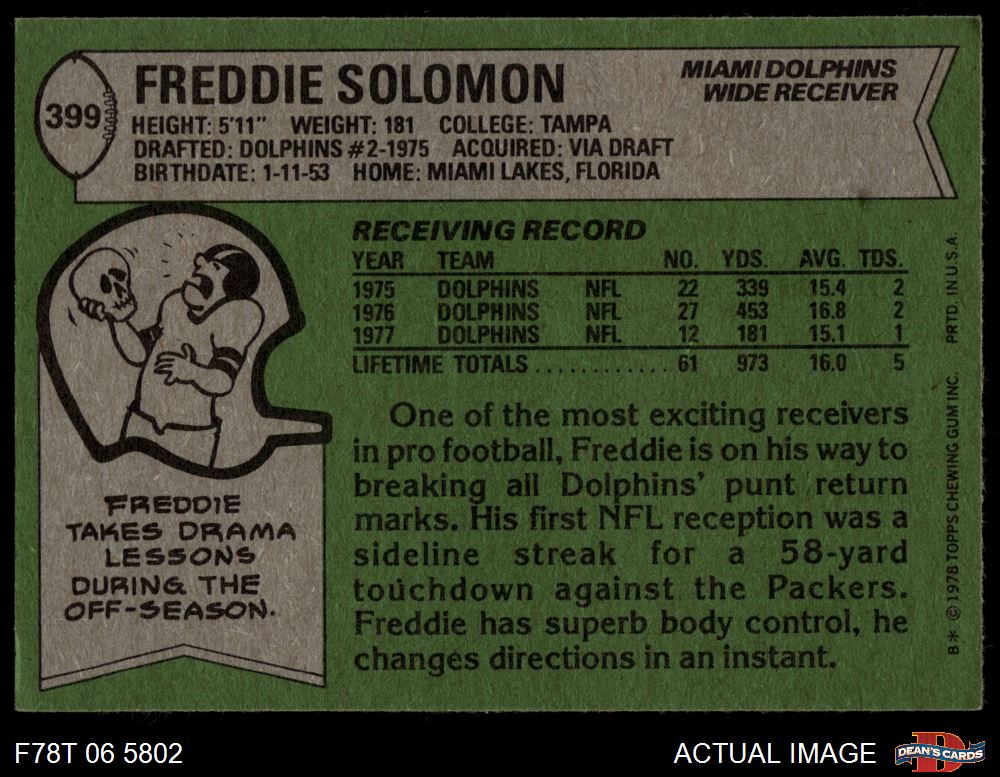 399
FREDDIE SOLOMON
MIAMI DOLPHINS
WIDE RECEIVER
HEIGHT: 5'11" WEIGHT: 181 COLLEGE: TAMPA
DRAFTED: DOLPHINS #2-1975 ACQUIRED: VIA DRAFT
BIRTHDATE: 1-11-53 HOME: MIAMI LAKES, FLORIDA
RECEIVING RECORD
YEAR TEAM NO. YDS. AVG. TDS.
1975 DOLPHINS NFL 22 339 15.4 2
1976 DOLPHINS NFL 27 453 16.8 2
1977 DOLPHINS NFL 12 181 15.1 1
LIFETIME TOTALS ............ 61 973 16.0 5
One of the most exciting receivers
in pro football, Freddie is on his way to
breaking all Dolphins' punt return
marks. His first NFL reception was a
sideline streak for a 58-yard
touchdown against the Packers.
Freddie has superb body control, he
changes directions in an instant.
FREDDIE
TAKES DRAMA
LESSONS
DURING THE
OFF-SEASON.
B* © 1978 TOPPS CHEWING GUM INC. PRTD. IN U.S.A.
F78T 06 5802
ACTUAL IMAGE
D
DEAN'S CARDS